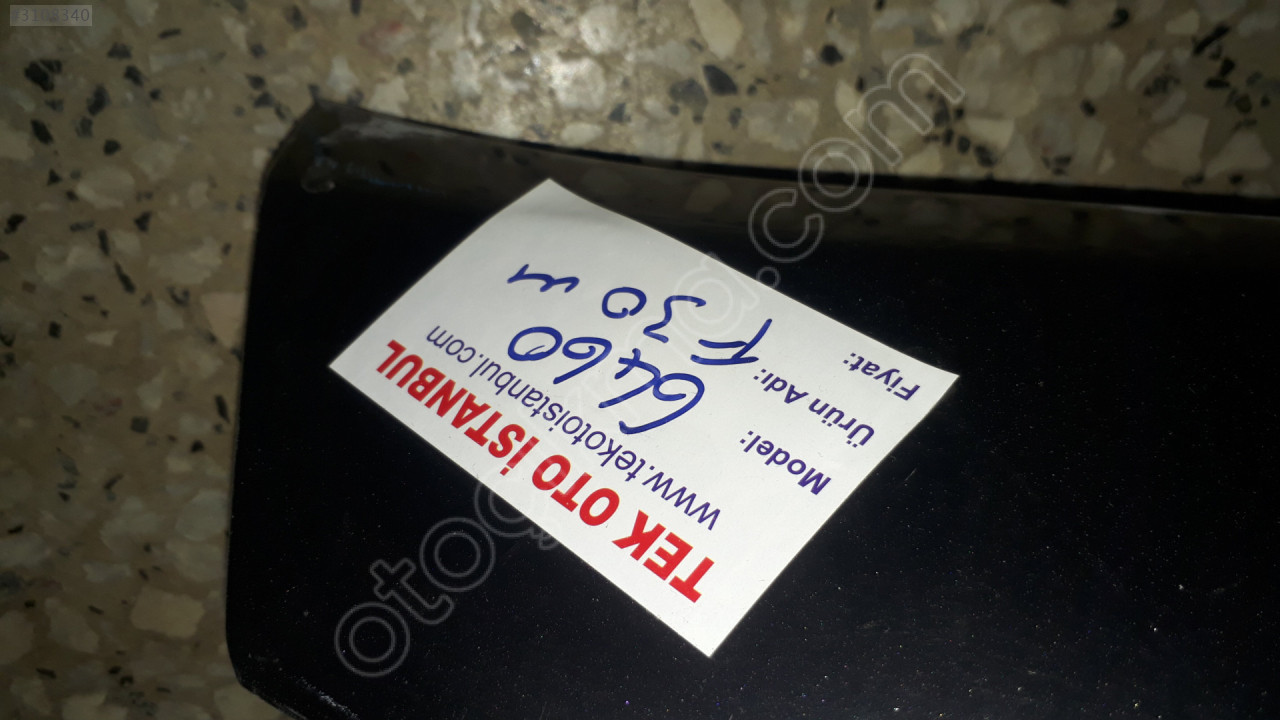 TEK OTO İSTANBUL
www.tekotoistanbul.com
Model: 6460
Ürün Adı: F30 m
Fiyat: